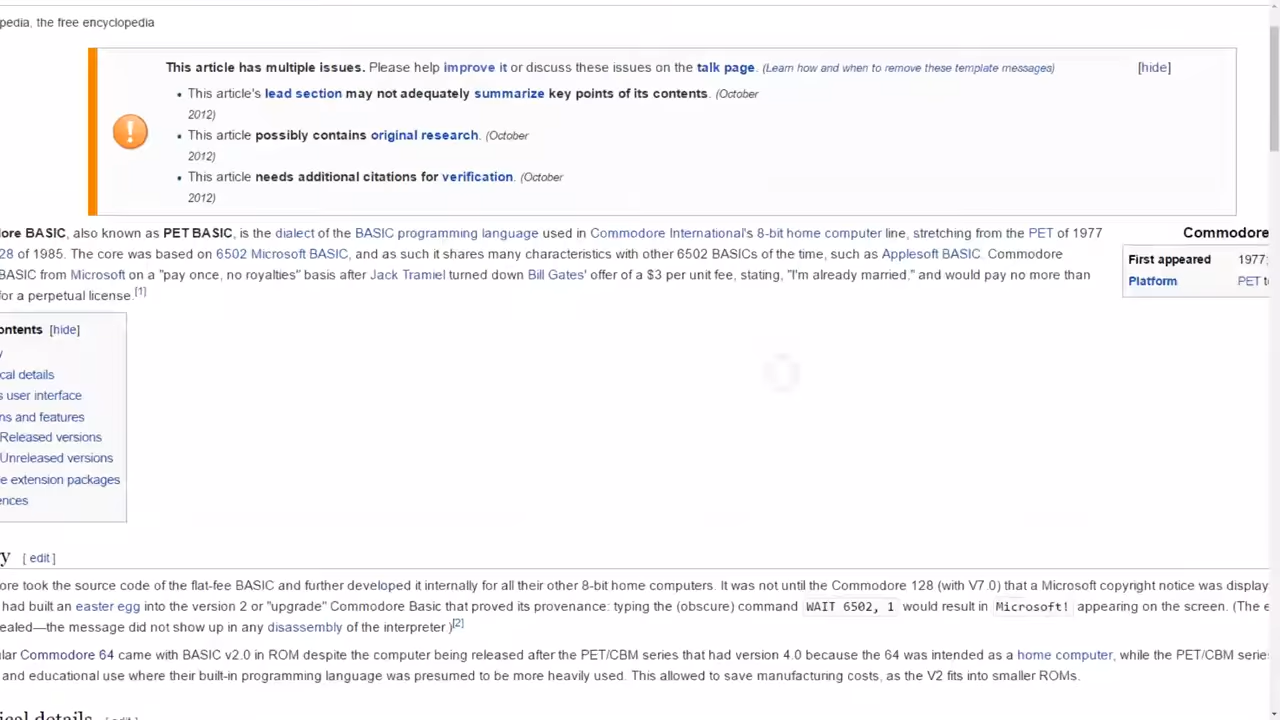 pedia, the free encyclopedia
This article has multiple issues. Please help improve it or discuss these issues on the talk page. (Learn how and when to remove these template messages) [hide]
• This article's lead section may not adequately summarize key points of its contents. (October
2012)
• This article possibly contains original research. (October
2012)
• This article needs additional citations for verification. (October
2012)
ore BASIC, also known as PET BASIC, is the dialect of the BASIC programming language used in Commodore International's 8-bit home computer line, stretching from the PET of 1977
28 of 1985. The core was based on 6502 Microsoft BASIC, and as such it shares many characteristics with other 6502 BASICs of the time, such as Applesoft BASIC. Commodore
BASIC from Microsoft on a "pay once, no royalties" basis after Jack Tramiel turned down Bill Gates' offer of a $3 per unit fee, stating, "I'm already married," and would pay no more than
for a perpetual license.[1]
Commodore
First appeared 1977;
Platform PET to
ontents [hide]
y
cal details
s user interface
ns and features
Released versions
Unreleased versions
e extension packages
ences
y [ edit ]
ore took the source code of the flat-fee BASIC and further developed it internally for all their other 8-bit home computers. It was not until the Commodore 128 (with V7.0) that a Microsoft copyright notice was display
had built an easter egg into the version 2 or "upgrade" Commodore Basic that proved its provenance: typing the (obscure) command WAIT 6502, 1 would result in Microsoft! appearing on the screen. (The e
ealed—the message did not show up in any disassembly of the interpreter.)[2]
lar Commodore 64 came with BASIC v2.0 in ROM despite the computer being released after the PET/CBM series that had version 4.0 because the 64 was intended as a home computer, while the PET/CBM serie
and educational use where their built-in programming language was presumed to be more heavily used. This allowed to save manufacturing costs, as the V2 fits into smaller ROMs.
ical details [ edit ]